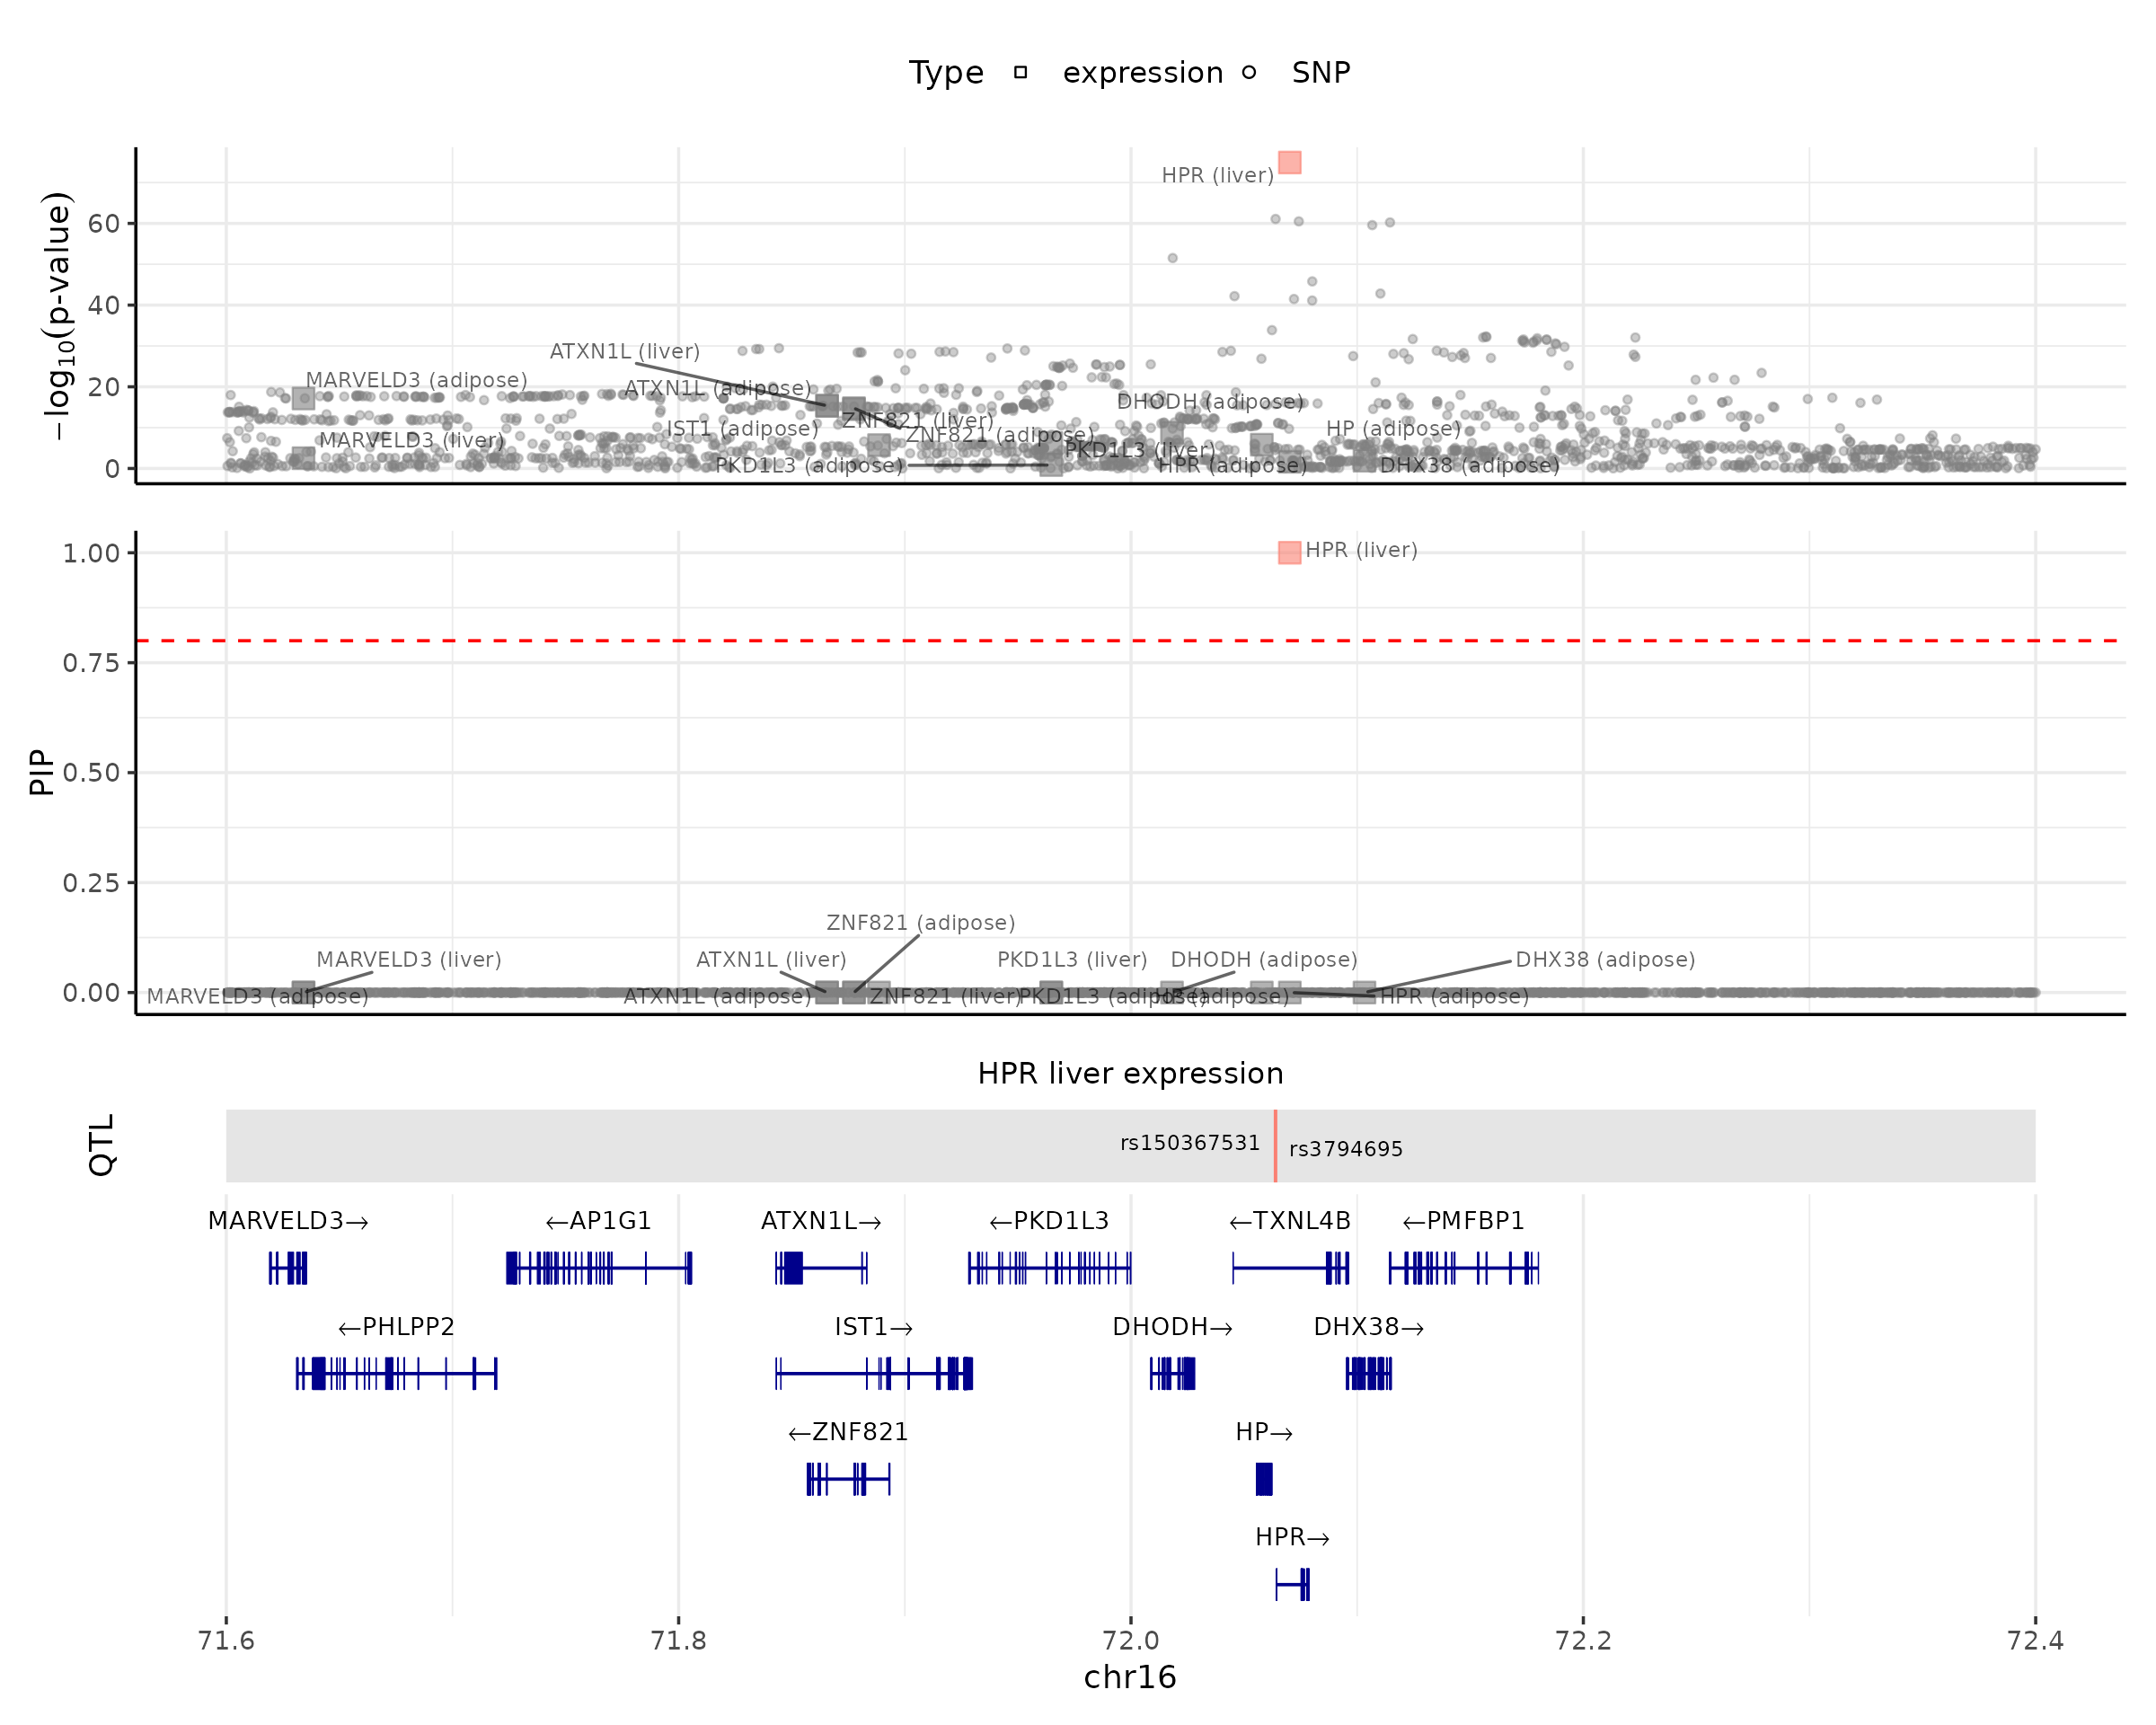 Type expression SNP
−log10(p-value)
60
40
20
0
HPR (liver)
ATXN1L (liver)
MARVELD3 (adipose)
ATXN1L (adipose)
DHODH (adipose)
ZNF821 (liver)
IST1 (adipose)
ZNF821 (adipose)
HP (adipose)
MARVELD3 (liver)
PKD1L3 (liver)
PKD1L3 (adipose)
HPR (adipose)
DHX38 (adipose)
PIP
1.00
0.75
0.50
0.25
0.00
HPR (liver)
ZNF821 (adipose)
MARVELD3 (liver)
ATXN1L (liver)
PKD1L3 (liver)
DHODH (adipose)
DHX38 (adipose)
MARVELD3 (adipose)
ATXN1L (adipose)
ZNF821 (liver)
PKD1L3 (adipose)
(adipose)
HPR (adipose)
HPR liver expression
QTL
rs150367531
rs3794695
MARVELD3→
←AP1G1
ATXN1L→
←PKD1L3
←TXNL4B
←PMFBP1
←PHLPP2
IST1→
DHODH→
DHX38→
←ZNF821
HP→
HPR→
71.6
71.8
72.0
72.2
72.4
chr16